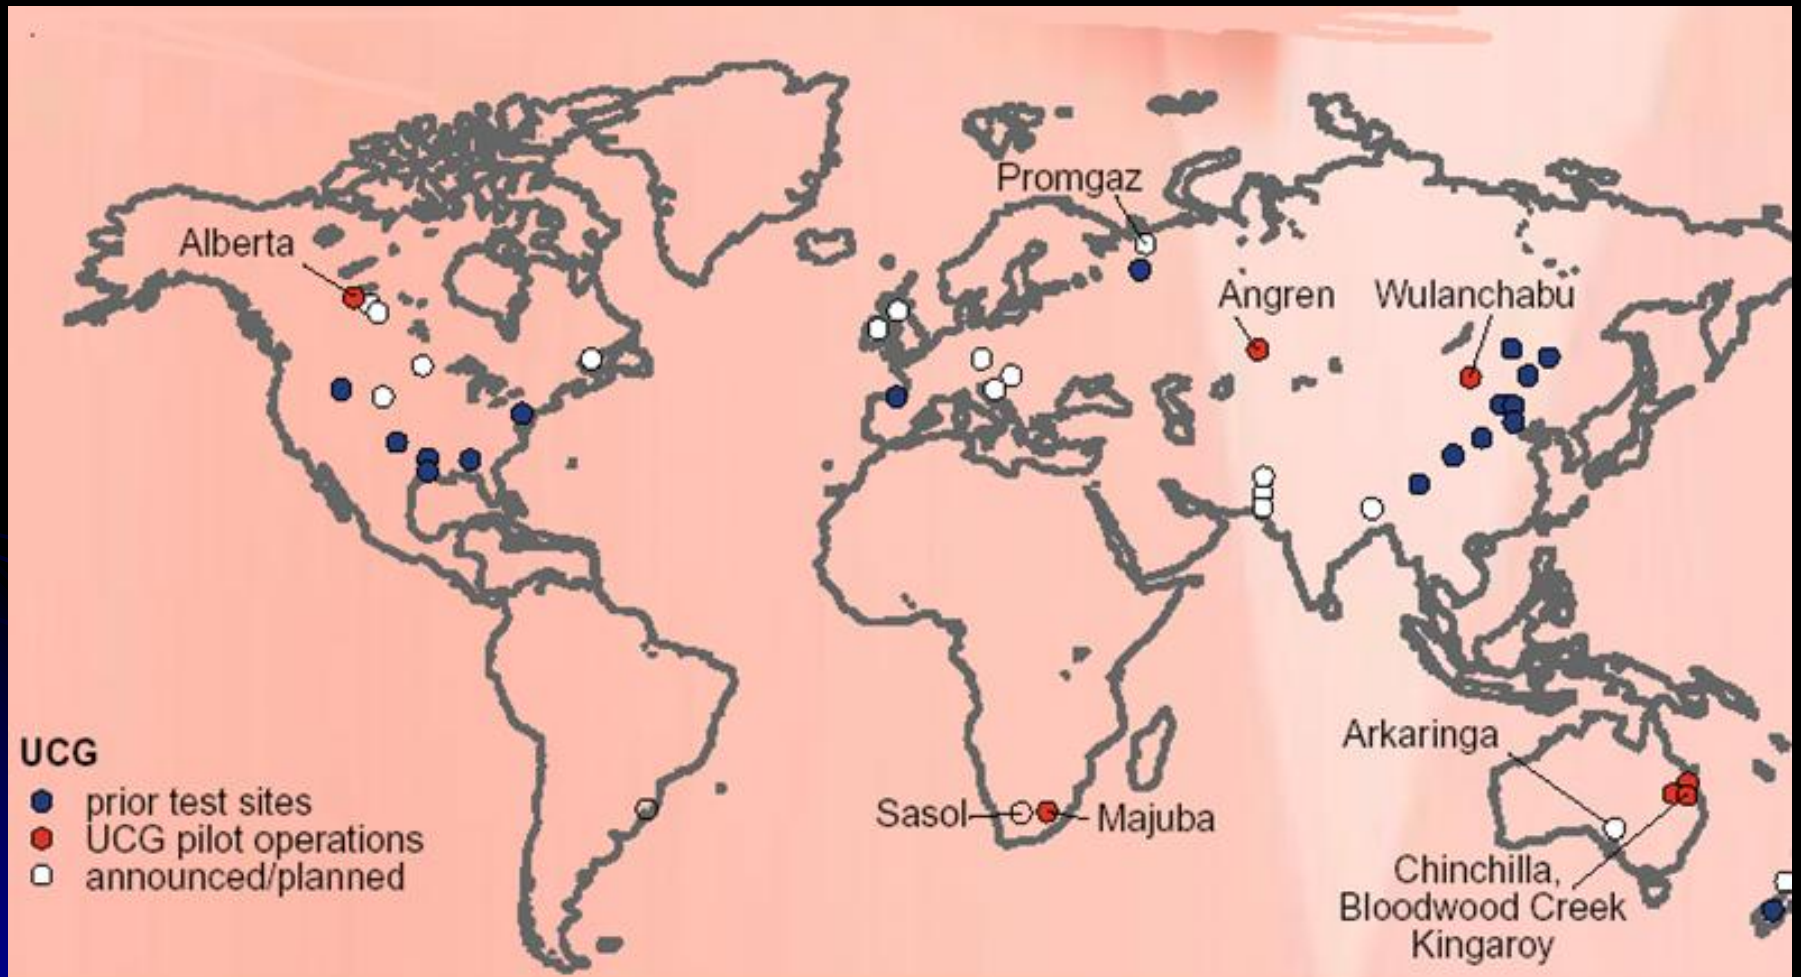 Promgaz
Alberta
Angren
Wulanchabu
Arkaringa
Sasol
Majuba
Chinchilla,
Bloodwood Creek
Kingaroy
UCG
prior test sites
UCG pilot operations
announced/planned